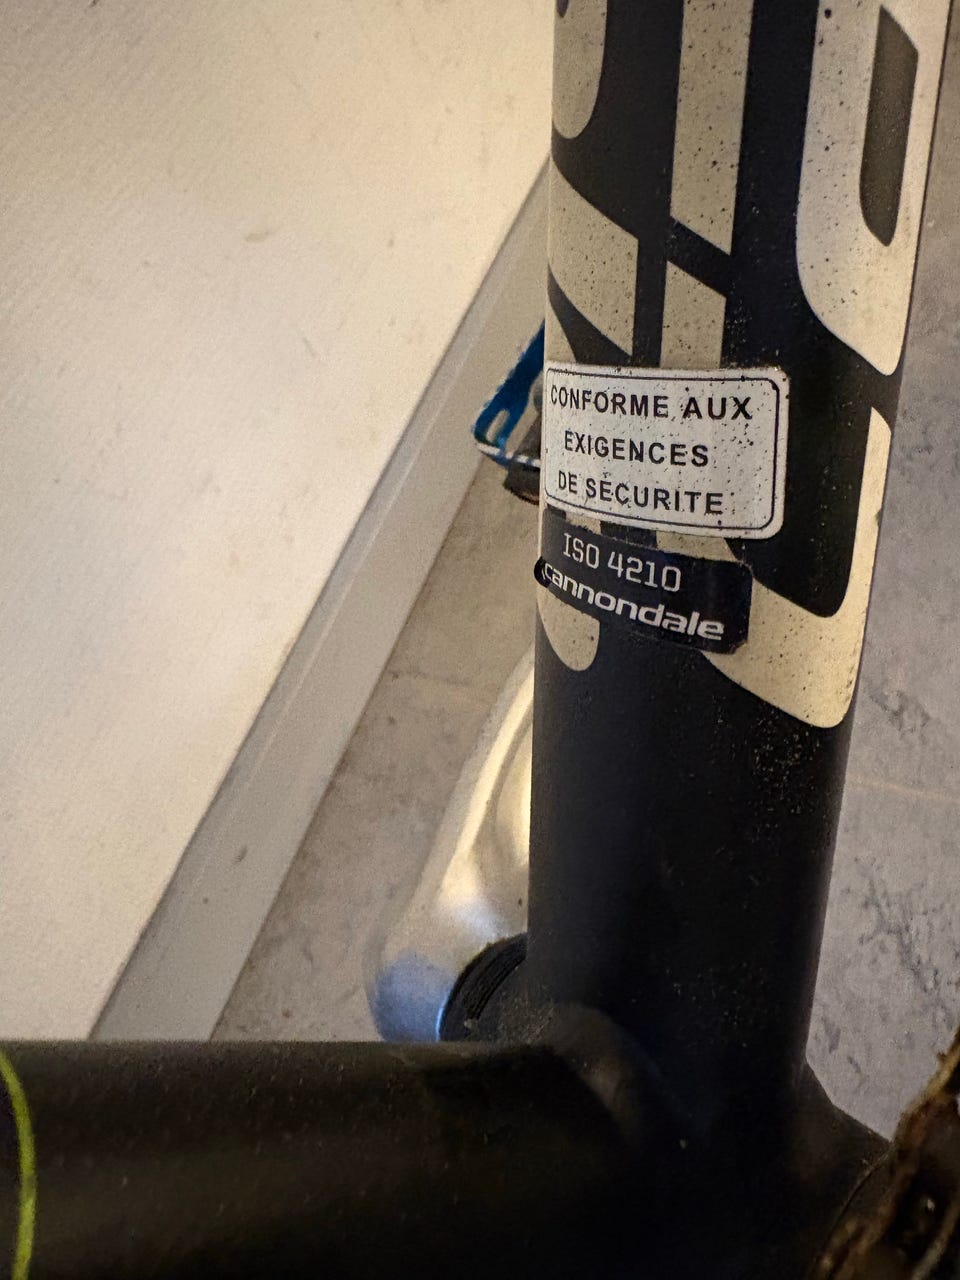 CONFORME AUX
EXIGENCES
DE SECURITE
ISO 4210
cannondale